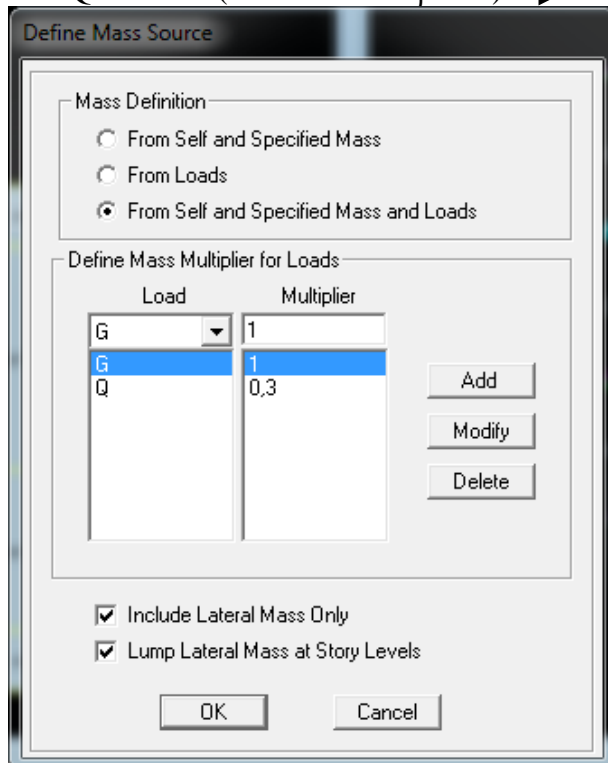 Define Mass Source
Mass Definition
From Self and Specified Mass
From Loads
From Self and Specified Mass and Loads
Define Mass Multiplier for Loads
Load Multiplier
G 1
G 1
Q 0,3
Add
Modify
Delete
Include Lateral Mass Only
Lump Lateral Mass at Story Levels
OK Cancel